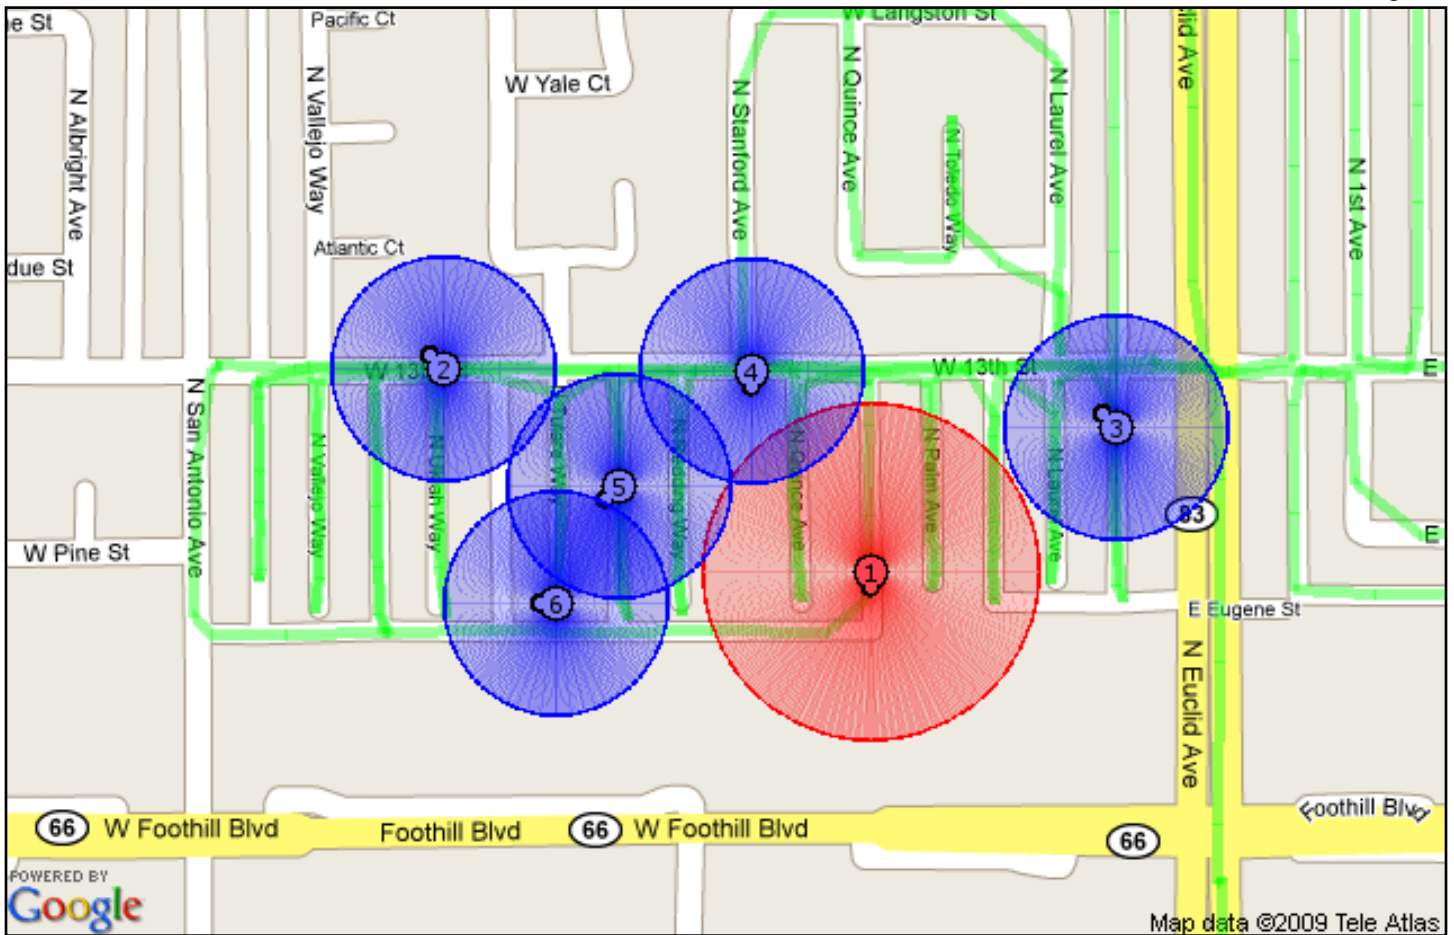 e St
Pacific Ct
W Langston St
lid Ave
W Yale Ct
N Albright Ave
N Vallejo Way
N Stanford Ave
N Quince Ave
N Toledo Way
N Laurel Ave
N 1st Ave
Atlantic Ct
due St
W 13
W 13th St
E
2
4
3
5
6
1
N San Antonio Ave
N Vallejo Way
N Palm Ave
N Laurel Ave
83
E
W Pine St
E Eugene St
N Euclid Ave
66
W Foothill Blvd
Foothill Blvd
66
W Foothill Blvd
66
Foothill Blvd
POWERED BY
Google
Map data ©2009 Tele Atlas